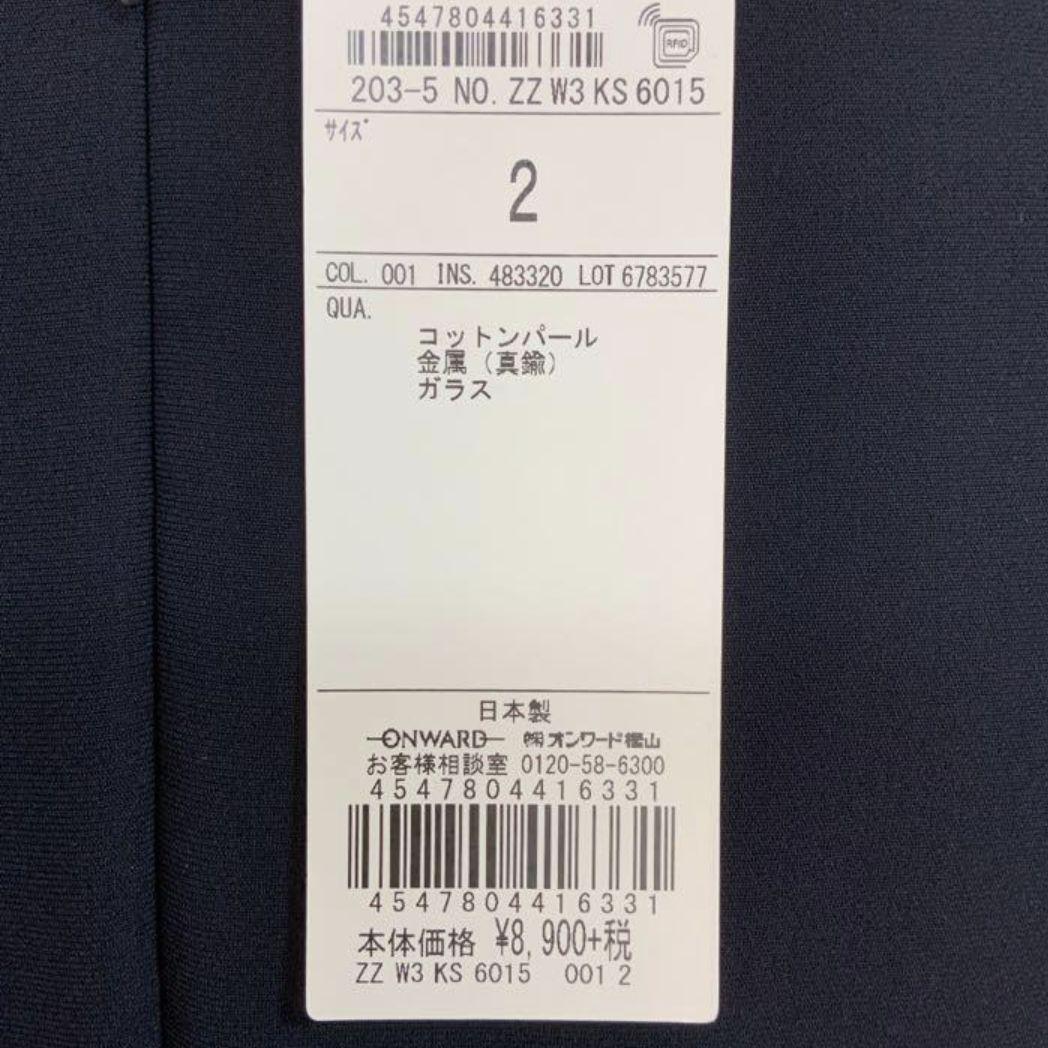 4547804416331
RFID
203-5 NO. ZZ W3 KS 6015
サイズ
2
COL. 001 INS. 483320 LOT 6783577
QUA.
コットンパール
金属（真鍮）
ガラス
日本製
ONWARD ㈱オンワード樫山
お客様相談室 0120-58-6300
4547804416331
4547804416331
本体価格 ¥8,900+税
ZZ W3 KS 6015 001 2